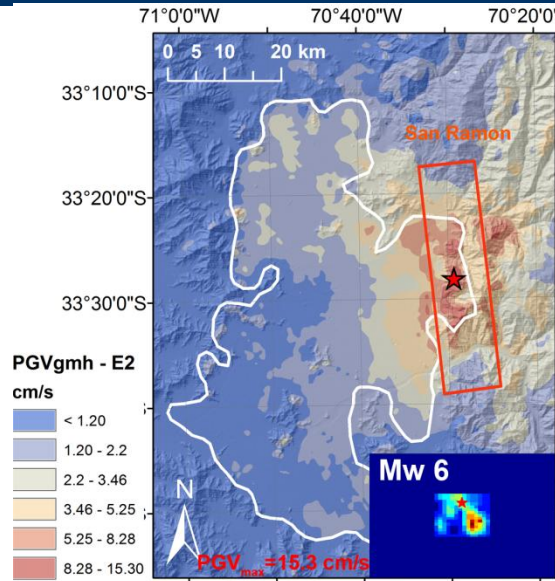 71°0'0"W 70°40'0"W 70°20'0"
0 5 10 20 km
33°10'0"S
San Ramon
33°20'0"S
33°30'0"S
PGVgmh - E2
cm/s
< 1.20
1.20 - 2.2
2.2 - 3.46
3.46 - 5.25
5.25 - 8.28
8.28 - 15.30
N
Mw 6
PGVmax=15.3 cm/s